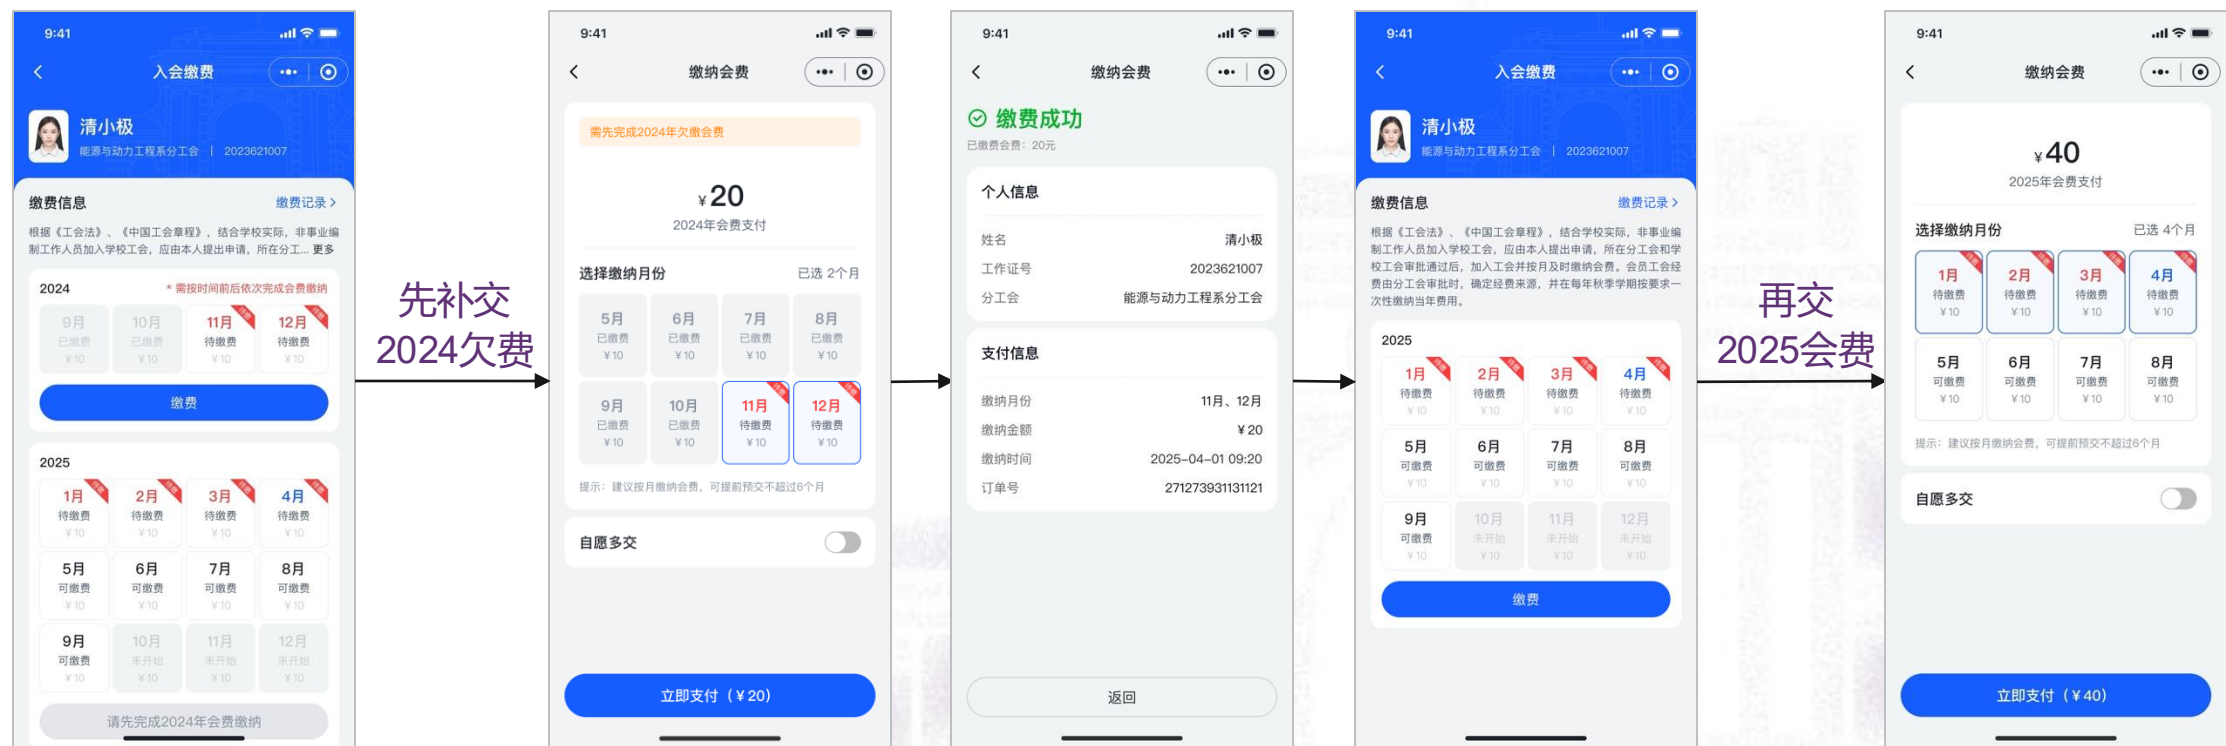 9:41
入会缴费
清小极
能源与动力工程系分工会 | 2023621007
缴费信息
缴费记录 >
根据《工会法》、《中国工会章程》，结合学校实际，非事业编
制工作人员加入学校工会，应由本人提出申请，所在分工... 更多
2024
* 需按时间前后依次完成会费缴纳
9月 10月 11月 12月
已缴费 已缴费 待缴费 待缴费
¥10 ¥10 ¥10 ¥10
缴费
2025
1月 2月 3月 4月
待缴费 待缴费 待缴费 待缴费
¥10 ¥10 ¥10 ¥10
5月 6月 7月 8月
可缴费 可缴费 可缴费 可缴费
¥10 ¥10 ¥10 ¥10
9月 10月 11月 12月
可缴费 未开始 未开始 未开始
¥10 ¥10 ¥10 ¥10
请先完成2024年会费缴纳
先补交
2024欠费
9:41
缴纳会费
需先完成2024年欠缴会费
¥20
2024年会费支付
选择缴纳月份
已选 2个月
5月 6月 7月 8月
已缴费 已缴费 已缴费 已缴费
¥10 ¥10 ¥10 ¥10
9月 10月 11月 12月
已缴费 已缴费 待缴费 待缴费
¥10 ¥10 ¥10 ¥10
提示：建议按月缴纳会费，可提前预交不超过6个月
自愿多交
立即支付（¥20）
9:41
缴纳会费
缴费成功
已缴费会费：20元
个人信息
姓名 清小极
工作证号 2023621007
分工会 能源与动力工程系分工会
支付信息
缴纳月份 11月、12月
缴纳金额 ¥20
缴纳时间 2025-04-01 09:20
订单号 271273931131121
返回
9:41
入会缴费
清小极
能源与动力工程系分工会 | 2023621007
缴费信息
缴费记录 >
根据《工会法》、《中国工会章程》，结合学校实际，非事业编
制工作人员加入学校工会，应由本人提出申请，所在分工会和学
校工会审批通过后，加入工会并按月及时缴纳会费。会员工会经
费由分工会审批时，确定经费来源，并在每年秋季学期按要求一
次性缴纳当年费用。
2025
1月 2月 3月 4月
待缴费 待缴费 待缴费 待缴费
¥10 ¥10 ¥10 ¥10
5月 6月 7月 8月
可缴费 可缴费 可缴费 可缴费
¥10 ¥10 ¥10 ¥10
9月 10月 11月 12月
可缴费 未开始 未开始 未开始
¥10 ¥10 ¥10 ¥10
缴费
再交
2025会费
9:41
缴纳会费
¥40
2025年会费支付
选择缴纳月份
已选 4个月
1月 2月 3月 4月
待缴费 待缴费 待缴费 待缴费
¥10 ¥10 ¥10 ¥10
5月 6月 7月 8月
可缴费 可缴费 可缴费 可缴费
¥10 ¥10 ¥10 ¥10
提示：建议按月缴纳会费，可提前预交不超过6个月
自愿多交
立即支付（¥40）